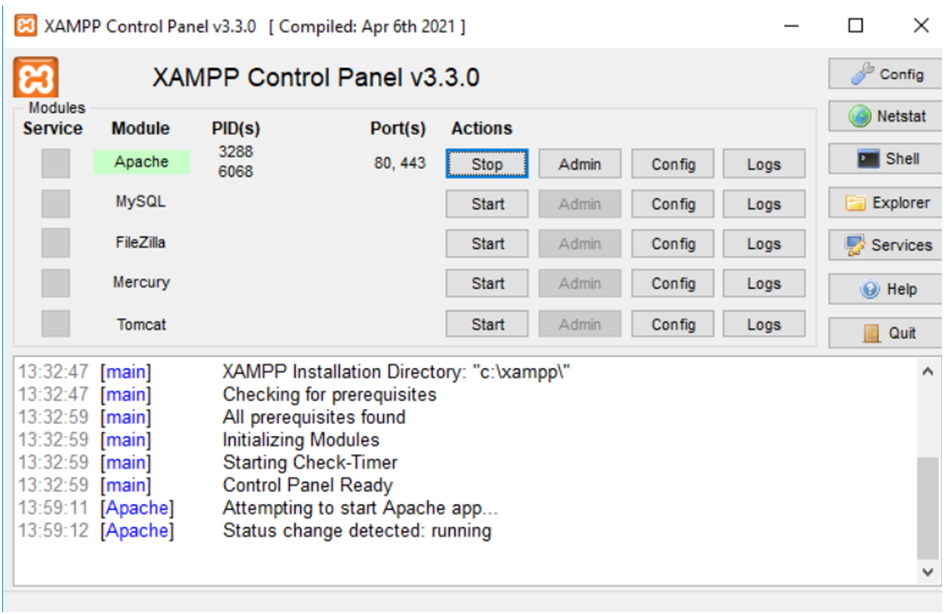 XAMPP Control Panel v3.3.0 [ Compiled: Apr 6th 2021 ]
XAMPP Control Panel v3.3.0
Config
Modules
Service Module PID(s) Port(s) Actions
Netstat
Apache 3288 6068 80, 443 Stop Admin Config Logs
Shell
MySQL Start Admin Config Logs
Explorer
FileZilla Start Admin Config Logs
Services
Mercury Start Admin Config Logs
Help
Tomcat Start Admin Config Logs
Quit
13:32:47 [main] XAMPP Installation Directory: "c:\xampp\"
13:32:47 [main] Checking for prerequisites
13:32:59 [main] All prerequisites found
13:32:59 [main] Initializing Modules
13:32:59 [main] Starting Check-Timer
13:32:59 [main] Control Panel Ready
13:59:11 [Apache] Attempting to start Apache app...
13:59:12 [Apache] Status change detected: running